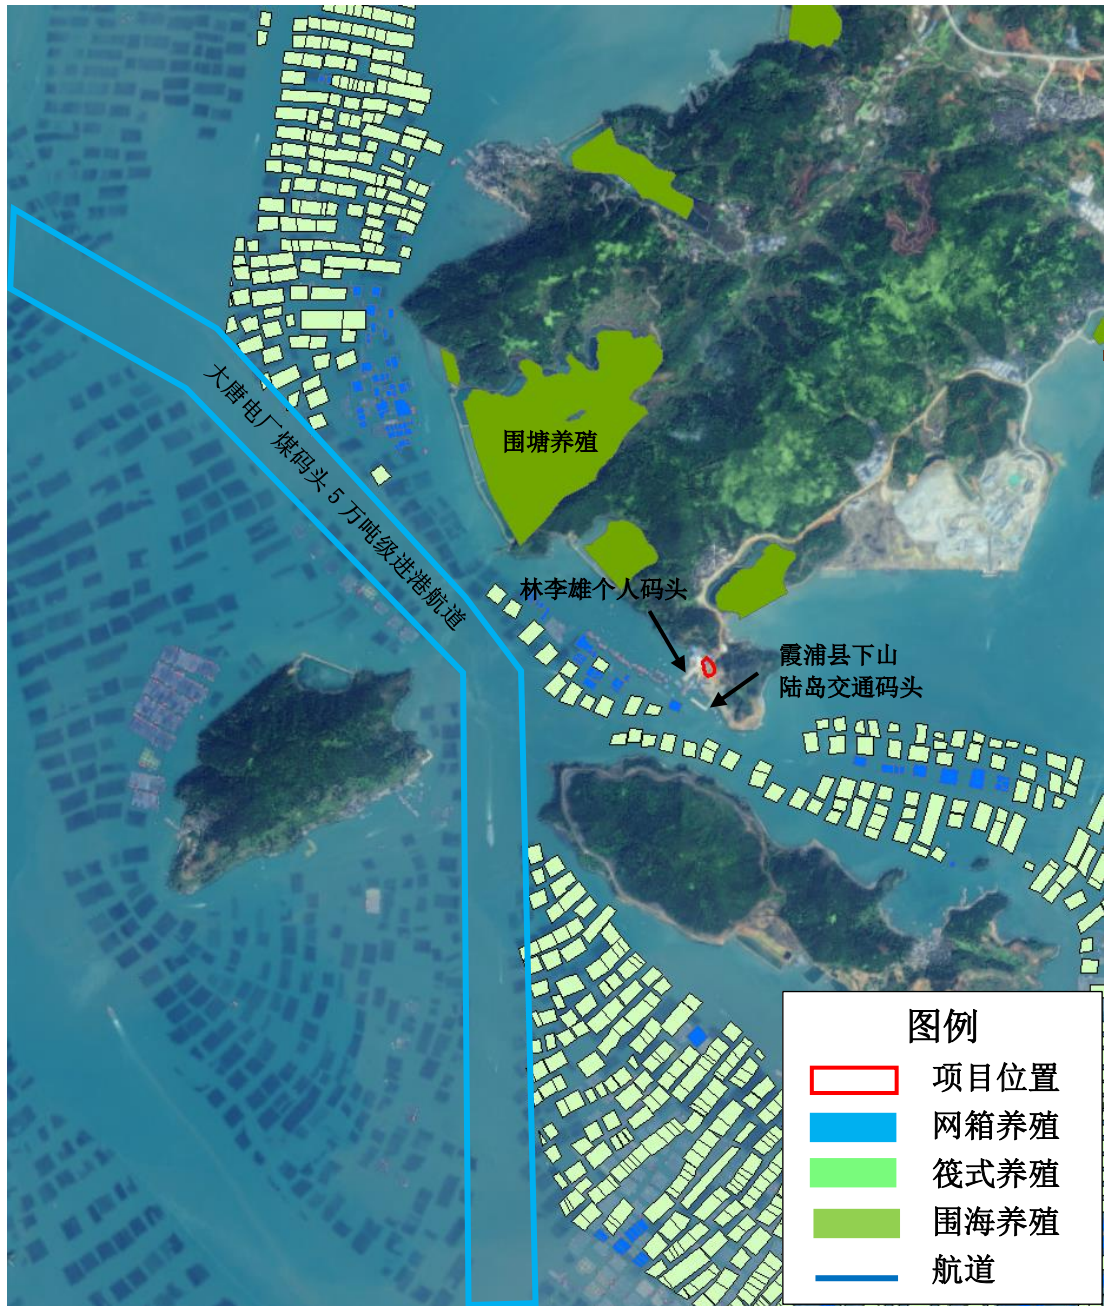 大唐电厂煤码头5万吨级进港航道
围塘养殖
林李雄个人码头
霞浦县下山
陆岛交通码头
图例
项目位置
网箱养殖
筏式养殖
围海养殖
航道